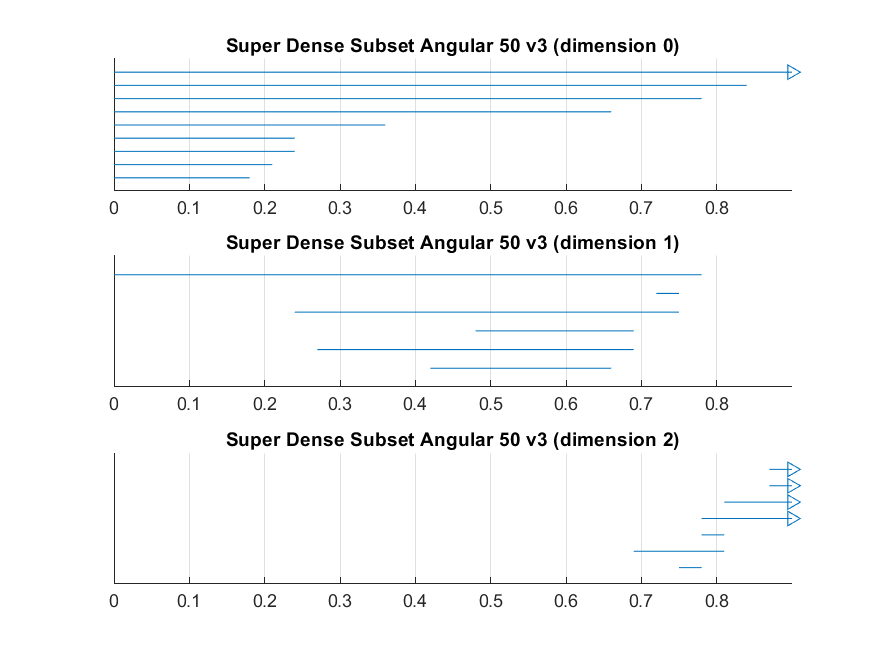 Super Dense Subset Angular 50 v3 (dimension 0)
0 0.1 0.2 0.3 0.4 0.5 0.6 0.7 0.8
Super Dense Subset Angular 50 v3 (dimension 1)
0 0.1 0.2 0.3 0.4 0.5 0.6 0.7 0.8
Super Dense Subset Angular 50 v3 (dimension 2)
0 0.1 0.2 0.3 0.4 0.5 0.6 0.7 0.8